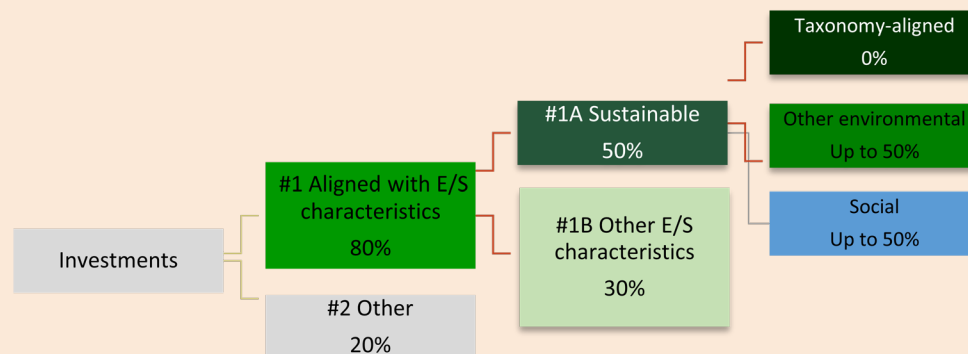 Investments
#1 Aligned with E/S
characteristics
80%
#2 Other
20%
#1A Sustainable
50%
#1B Other E/S
characteristics
30%
Taxonomy-aligned
0%
Other environmental
Up to 50%
Social
Up to 50%